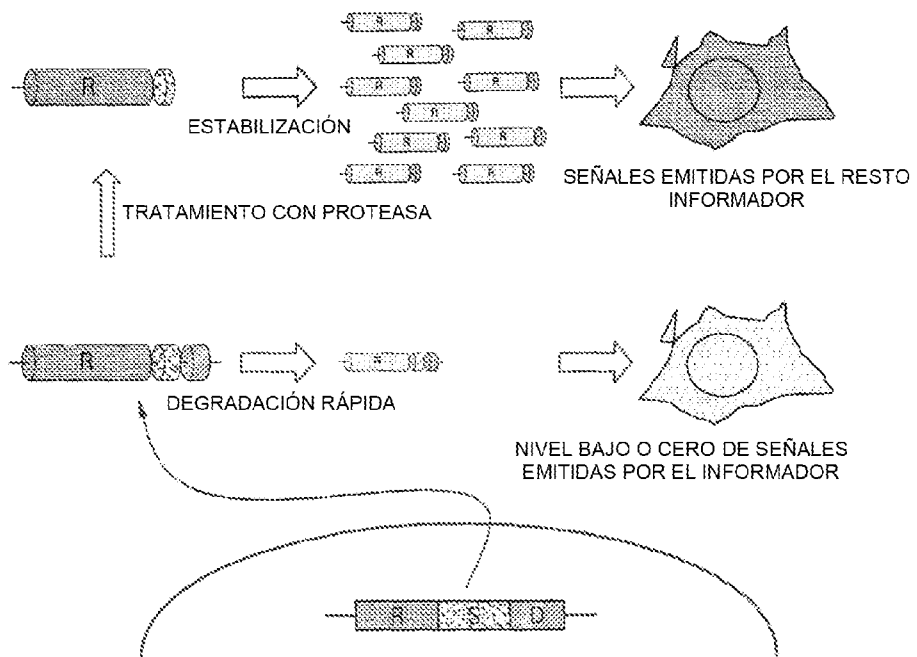 R
R
R
R
R
R
R
R
R
R
R
ESTABILIZACIÓN
SEÑALES EMITIDAS POR EL RESTO
INFORMADOR
TRATAMIENTO CON PROTEASA
R
R
DEGRADACIÓN RÁPIDA
NIVEL BAJO O CERO DE SEÑALES
EMITIDAS POR EL INFORMADOR
R S D